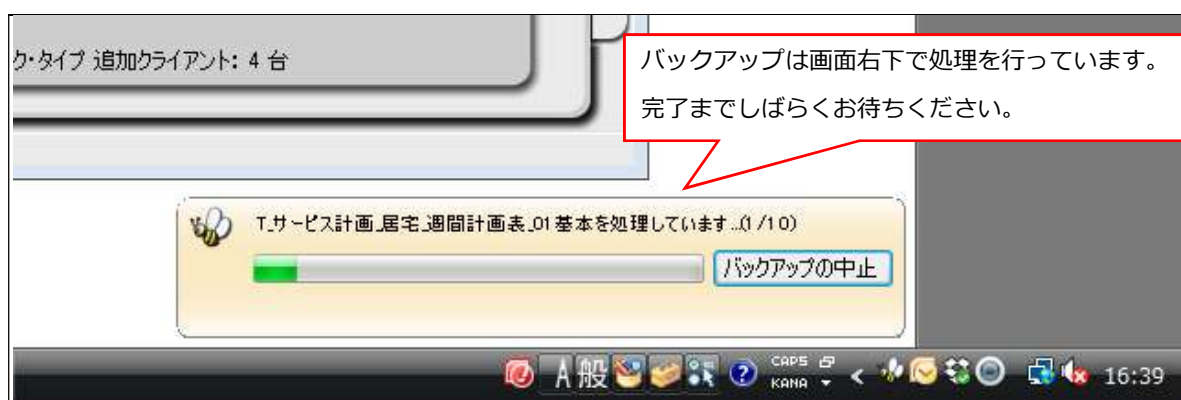 ク・タイプ 追加クライアント: 4 台
バックアップは画面右下で処理を行っています。
完了までしばらくお待ちください。
T_サービス計画_居宅_週間計画表_01基本を処理しています...(1/10)
バックアップの中止
A 般 CAPS KANA 16:39